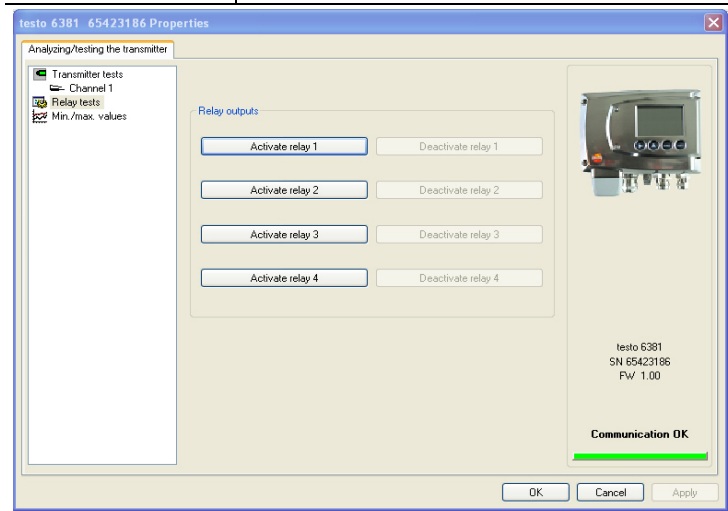 testo 6381 65423186 Properties
Analyzing/testing the transmitter
Transmitter tests
Channel 1
Relay tests
Min./max. values
Relay outputs
Activate relay 1 Deactivate relay 1
Activate relay 2 Deactivate relay 2
Activate relay 3 Deactivate relay 3
Activate relay 4 Deactivate relay 4
testo 6381
SN 65423186
FW 1.00
Communication OK
OK Cancel Apply